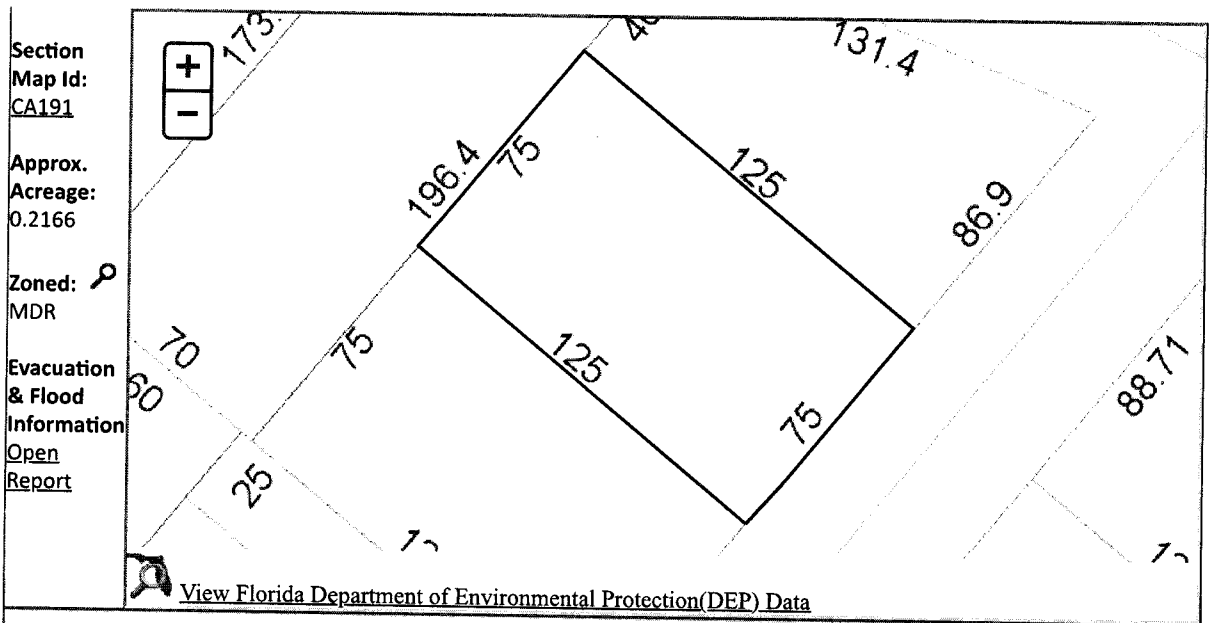 Section
Map Id:
CA191
Approx.
Acreage:
0.2166
Zoned:
MDR
Evacuation
& Flood
Information
Open
Report
+
−
173.
131.4
196.4
75
125
86.9
75
125
75
88.71
70
60
25
View Florida Department of Environmental Protection(DEP) Data